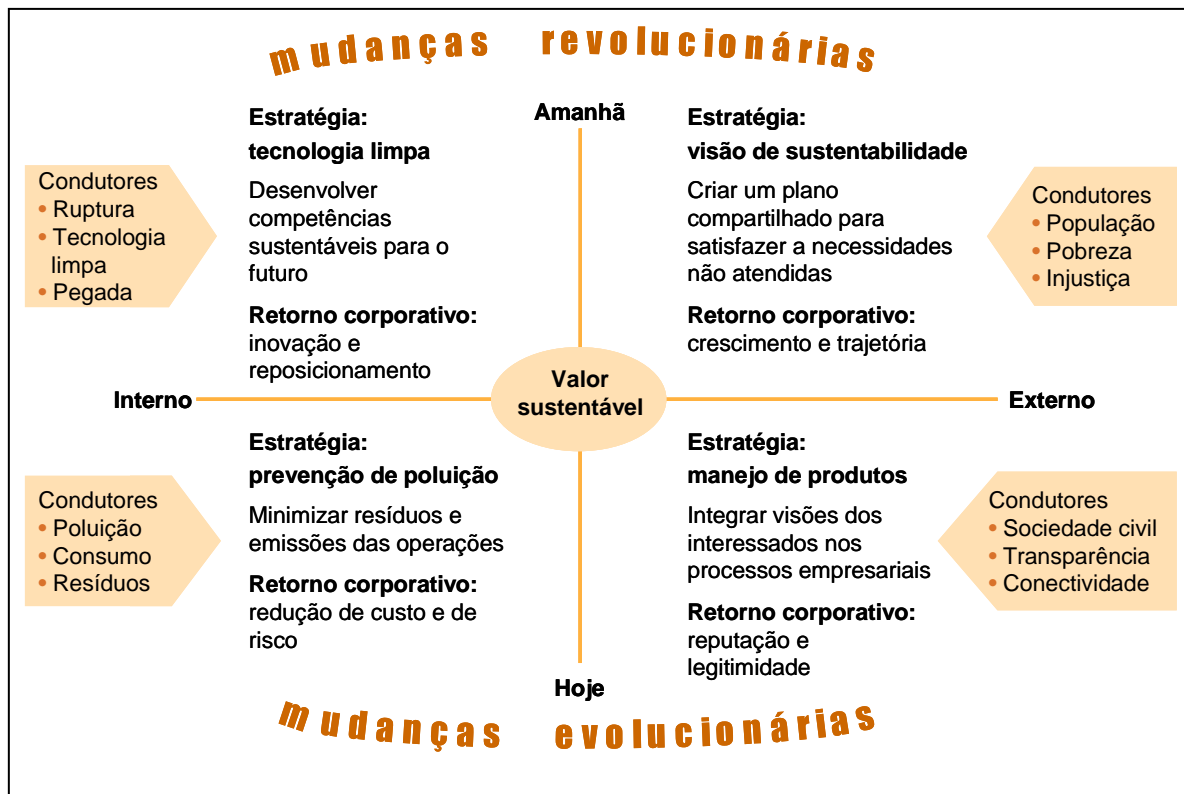 mudanças revolucionárias
Amanhã
Estratégia:
tecnologia limpa
Desenvolver
competências
sustentáveis para o
futuro
Retorno corporativo:
inovação e
reposicionamento
Estratégia:
visão de sustentabilidade
Criar um plano
compartilhado para
satisfazer a necessidades
não atendidas
Retorno corporativo:
crescimento e trajetória
Condutores
• Ruptura
• Tecnologia
limpa
• Pegada
Condutores
• População
• Pobreza
• Injustiça
Interno
Valor
sustentável
Externo
Estratégia:
prevenção de poluição
Minimizar resíduos e
emissões das operações
Retorno corporativo:
redução de custo e de
risco
Estratégia:
manejo de produtos
Integrar visões dos
interessados nos
processos empresariais
Retorno corporativo:
reputação e
legitimidade
Condutores
• Poluição
• Consumo
• Resíduos
Condutores
• Sociedade civil
• Transparência
• Conectividade
Hoje
mudanças evolucionárias